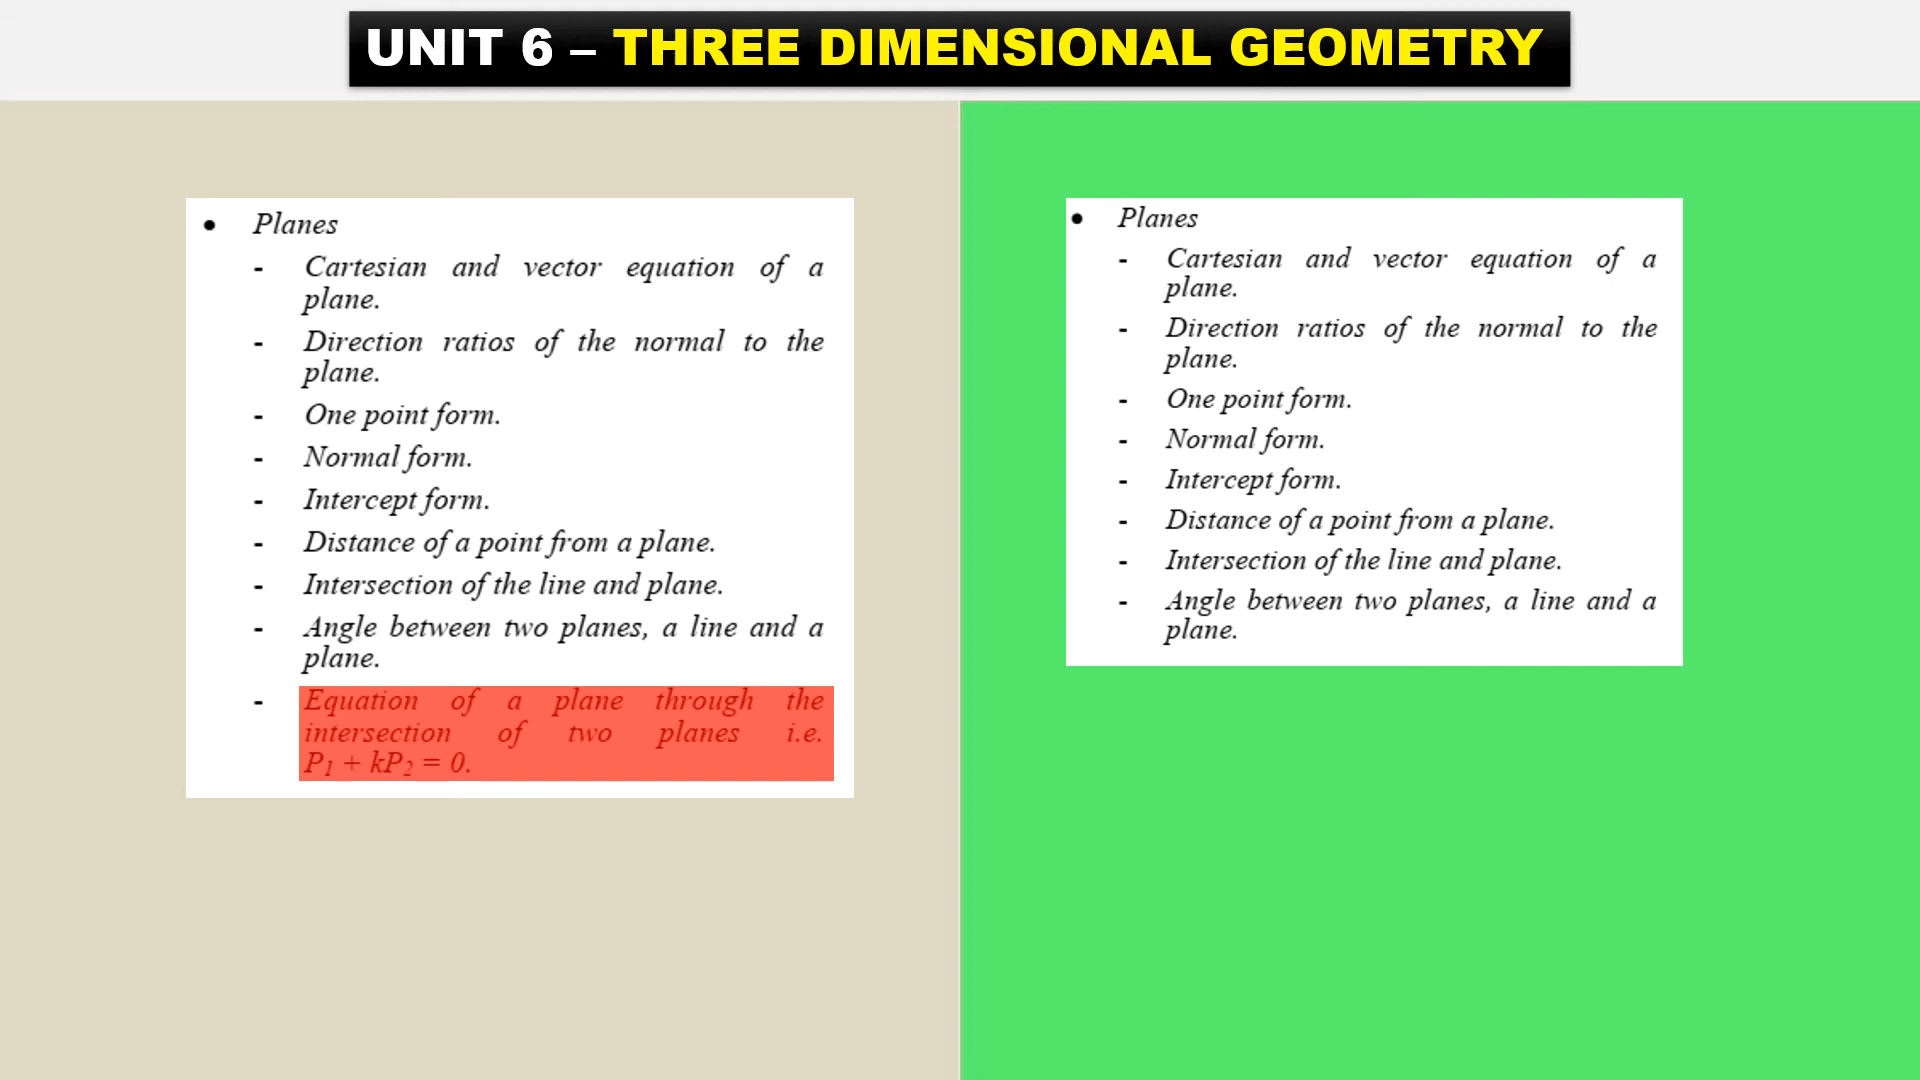 UNIT 6 – THREE DIMENSIONAL GEOMETRY
• Planes
- Cartesian and vector equation of a
plane.
- Direction ratios of the normal to the
plane.
- One point form.
- Normal form.
- Intercept form.
- Distance of a point from a plane.
- Intersection of the line and plane.
- Angle between two planes, a line and a
plane.
- Equation of a plane through the
intersection of two planes i.e.
P₁ + kP₂ = 0.
• Planes
- Cartesian and vector equation of a
plane.
- Direction ratios of the normal to the
plane.
- One point form.
- Normal form.
- Intercept form.
- Distance of a point from a plane.
- Intersection of the line and plane.
- Angle between two planes, a line and a
plane.